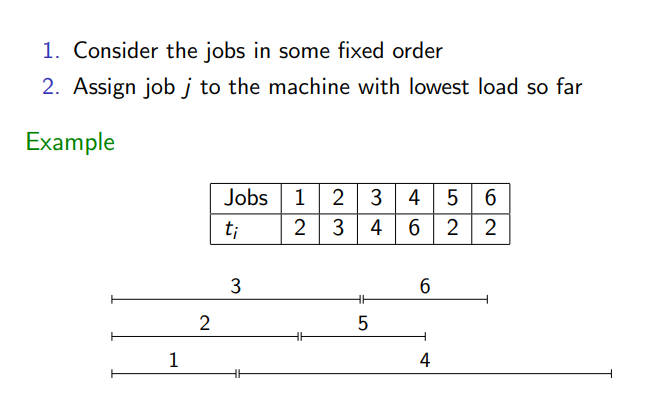 1. Consider the jobs in some fixed order
2. Assign job j to the machine with lowest load so far
Example
Jobs 1 2 3 4 5 6
ti 2 3 4 6 2 2
3 6
2 5
1 4